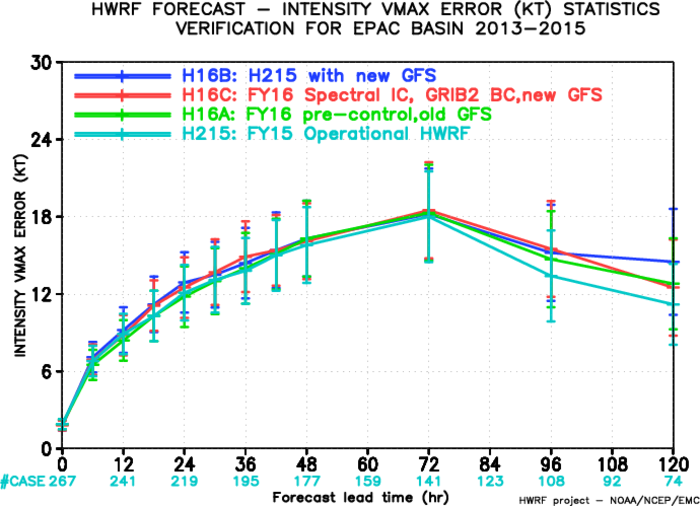 HWRF FORECAST – INTENSITY VMAX ERROR (KT) STATISTICS
VERIFICATION FOR EPAC BASIN 2013–2015
INTENSITY VMAX ERROR (KT)
30
24
18
12
6
0
H16B: H215 with new GFS
H16C: FY16 Spectral IC, GRIB2 BC,new GFS
H16A: FY16 pre–control,old GFS
H215: FY15 Operational HWRF
0 12 24 36 48 60 72 84 96 108 120
#CASE 267 241 219 195 177 159 141 123 108 92 74
Forecast lead time (hr)
HWRF project – NOAA/NCEP/EMC